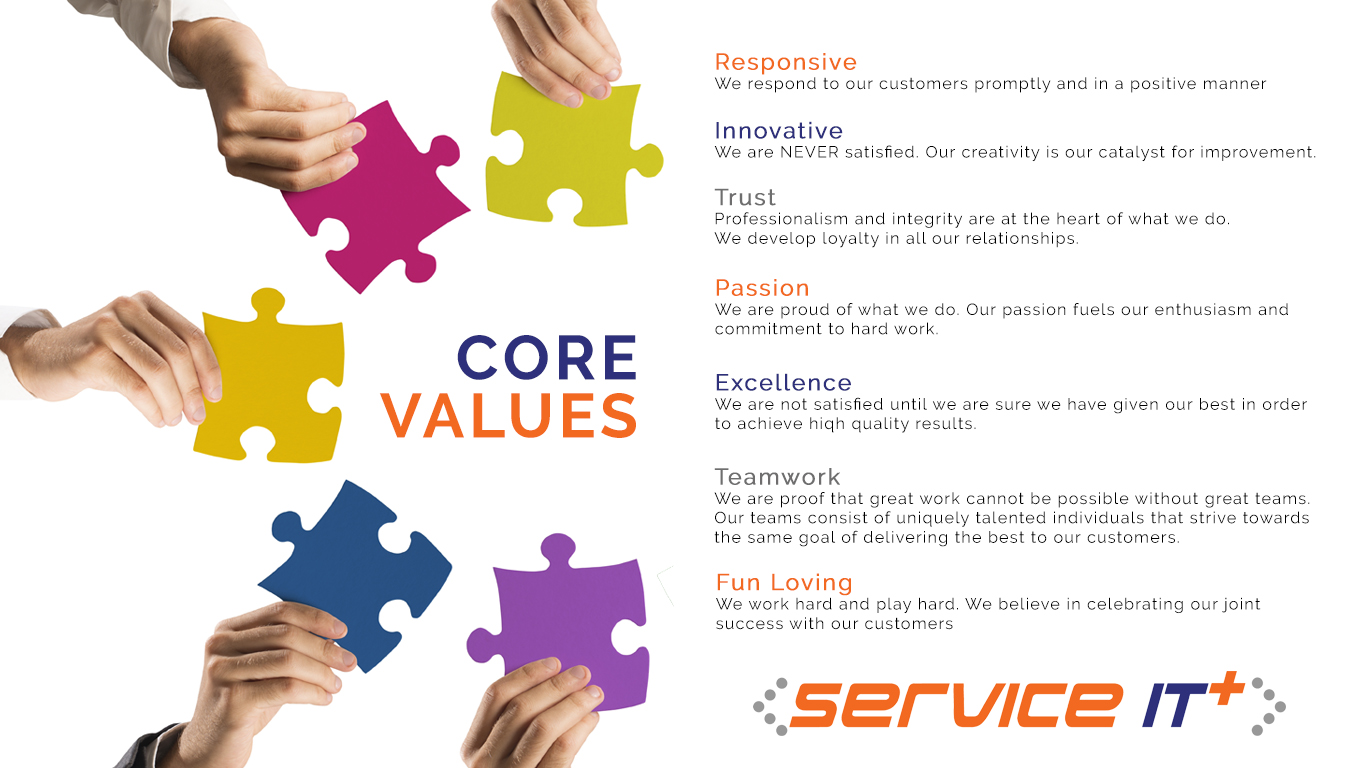 CORE
VALUES
Responsive
We respond to our customers promptly and in a positive manner
Innovative
We are NEVER satisfied. Our creativity is our catalyst for improvement.
Trust
Professionalism and integrity are at the heart of what we do.
We develop loyalty in all our relationships.
Passion
We are proud of what we do. Our passion fuels our enthusiasm and
commitment to hard work.
Excellence
We are not satisfied until we are sure we have given our best in order
to achieve hiqh quality results.
Teamwork
We are proof that great work cannot be possible without great teams.
Our teams consist of uniquely talented individuals that strive towards
the same goal of delivering the best to our customers.
Fun Loving
We work hard and play hard. We believe in celebrating our joint
success with our customers
service IT+